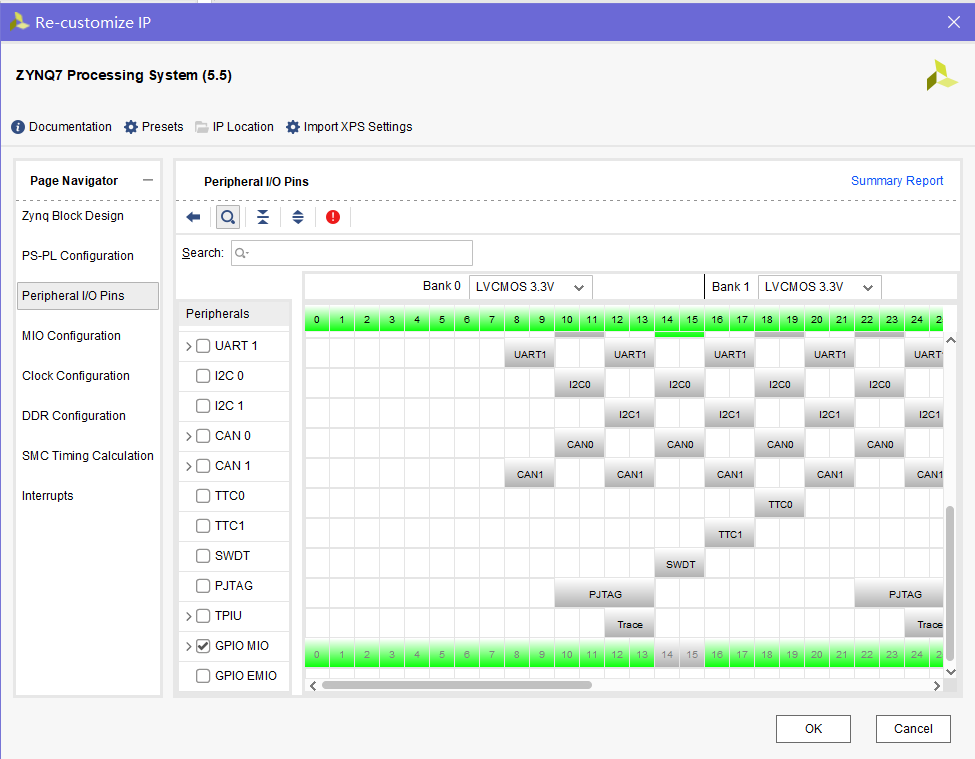 Re-customize IP
ZYNQ7 Processing System (5.5)
Documentation Presets IP Location Import XPS Settings
Page Navigator
Zynq Block Design
PS-PL Configuration
Peripheral I/O Pins
MIO Configuration
Clock Configuration
DDR Configuration
SMC Timing Calculation
Interrupts
Peripheral I/O Pins Summary Report
Search:
Bank 0 LVCMOS 3.3V Bank 1 LVCMOS 3.3V
Peripherals
0 1 2 3 4 5 6 7 8 9 10 11 12 13 14 15 16 17 18 19 20 21 22 23 24
UART 1 UART1 UART1 UART1 UART1 UART
I2C 0 I2C0 I2C0 I2C0 I2C0
I2C 1 I2C1 I2C1 I2C1 I2C1
CAN 0 CAN0 CAN0 CAN0 CAN0
CAN 1 CAN1 CAN1 CAN1 CAN1 CAN1
TTC0 TTC0
TTC1 TTC1
SWDT SWDT
PJTAG PJTAG PJTAG
TPIU Trace Trace
GPIO MIO 0 1 2 3 4 5 6 7 8 9 10 11 12 13 14 15 16 17 18 19 20 21 22 23 24
GPIO EMIO
OK Cancel